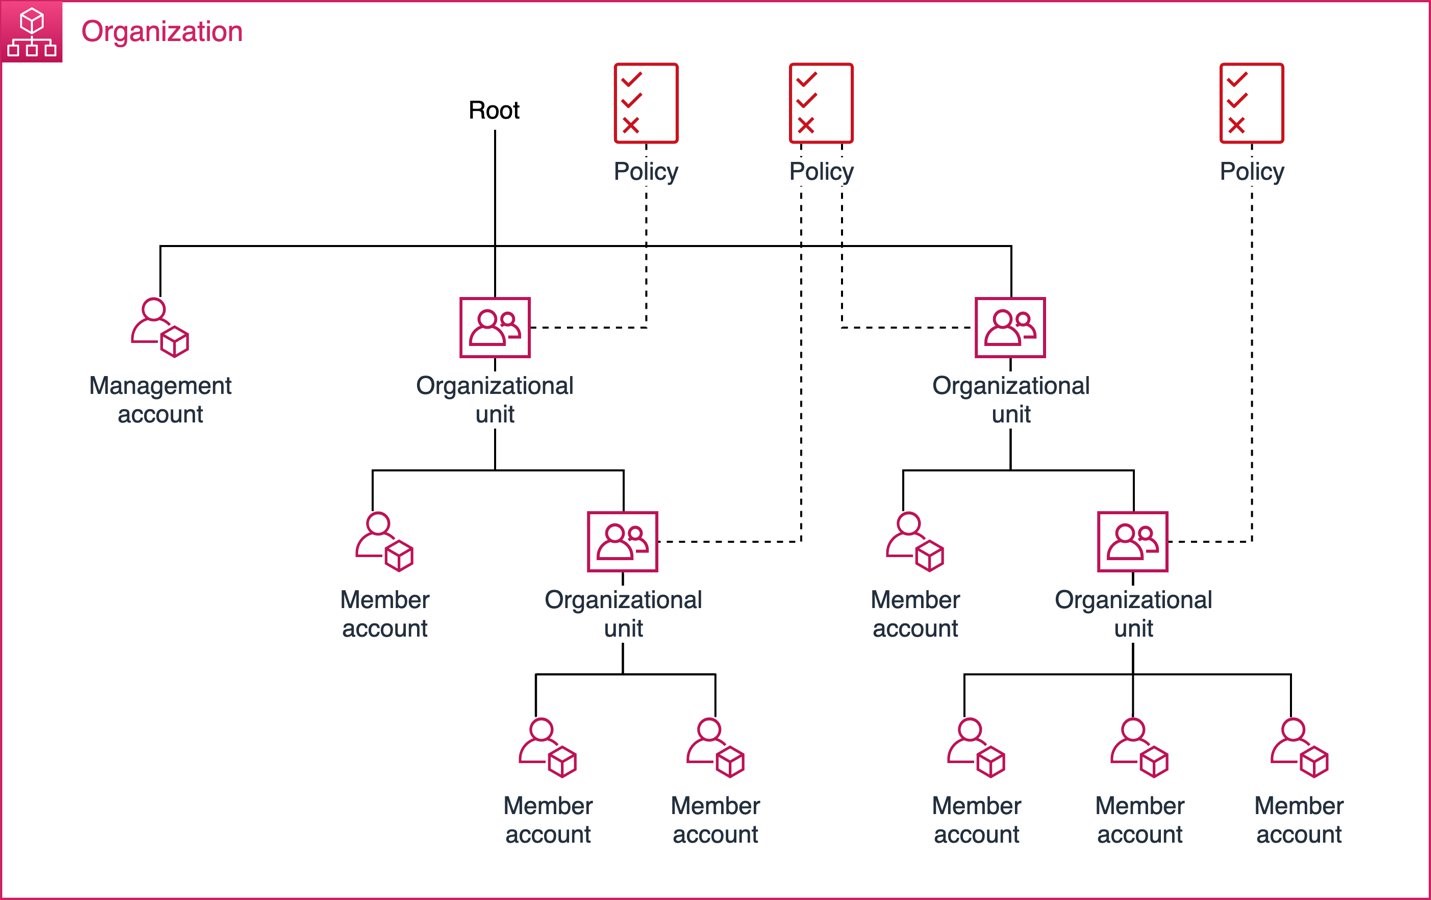 Organization
Root
Policy
Policy
Policy
Management
account
Organizational
unit
Organizational
unit
Member
account
Organizational
unit
Member
account
Organizational
unit
Member
account
Member
account
Member
account
Member
account
Member
account